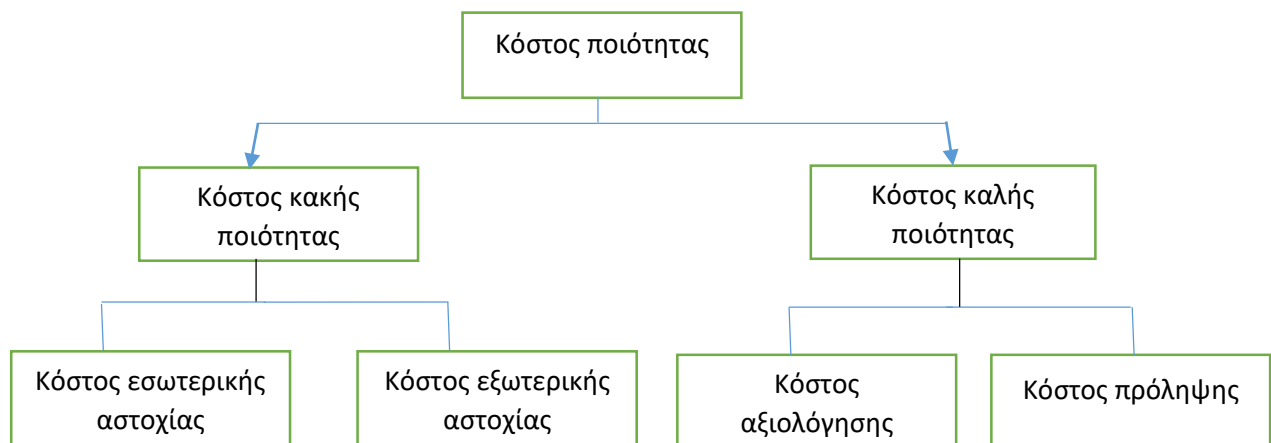 Κόστος ποιότητας
Κόστος κακής
ποιότητας
Κόστος καλής
ποιότητας
Κόστος εσωτερικής
αστοχίας
Κόστος εξωτερικής
αστοχίας
Κόστος
αξιολόγησης
Κόστος πρόληψης